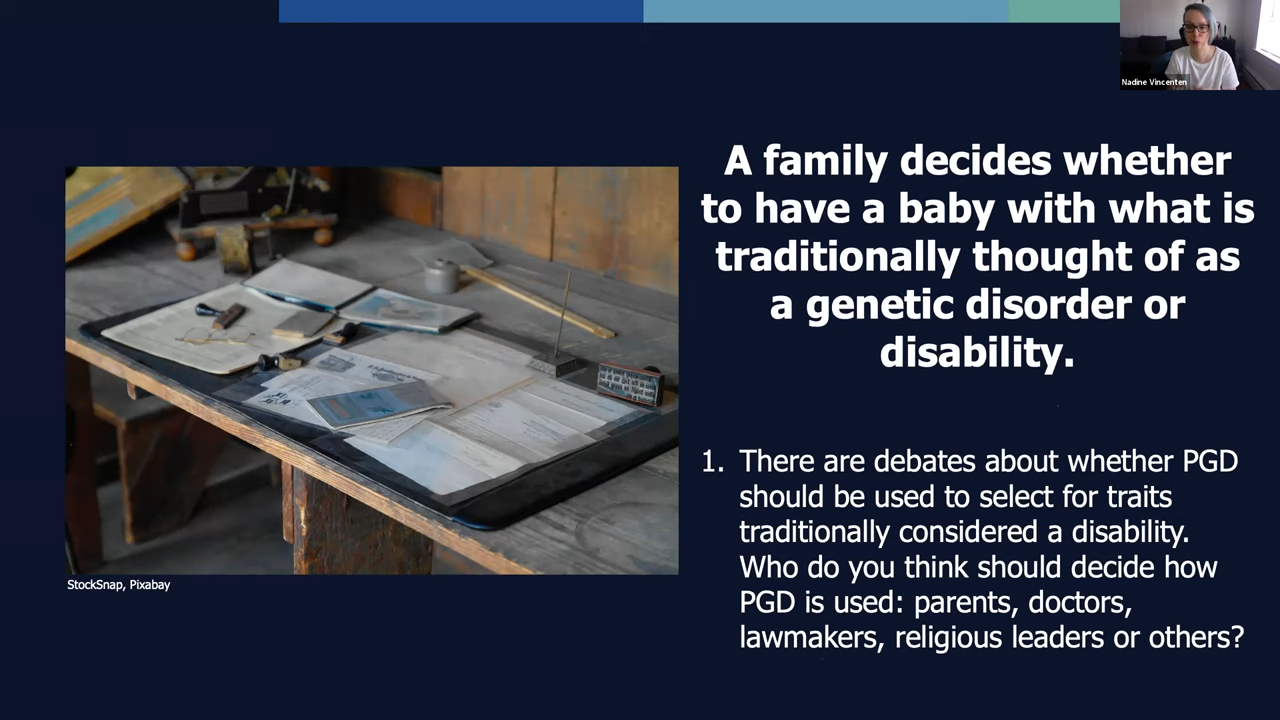 Nadine Vincenten
A family decides whether
to have a baby with what is
traditionally thought of as
a genetic disorder or
disability.
1. There are debates about whether PGD
should be used to select for traits
traditionally considered a disability.
Who do you think should decide how
PGD is used: parents, doctors,
lawmakers, religious leaders or others?
StockSnap, Pixabay